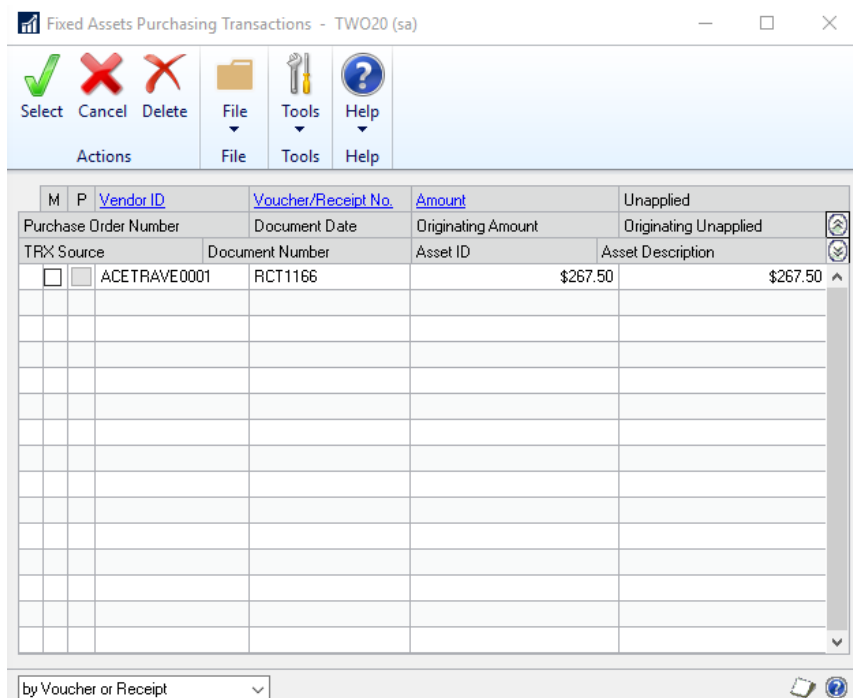 Fixed Assets Purchasing Transactions - TWO20 (sa)
Select Cancel Delete File Tools Help
Actions File Tools Help
M P Vendor ID Voucher/Receipt No. Amount Unapplied
Purchase Order Number Document Date Originating Amount Originating Unapplied
TRX Source Document Number Asset ID Asset Description
ACETRAVE0001 RCT1166 $267.50 $267.50
by Voucher or Receipt